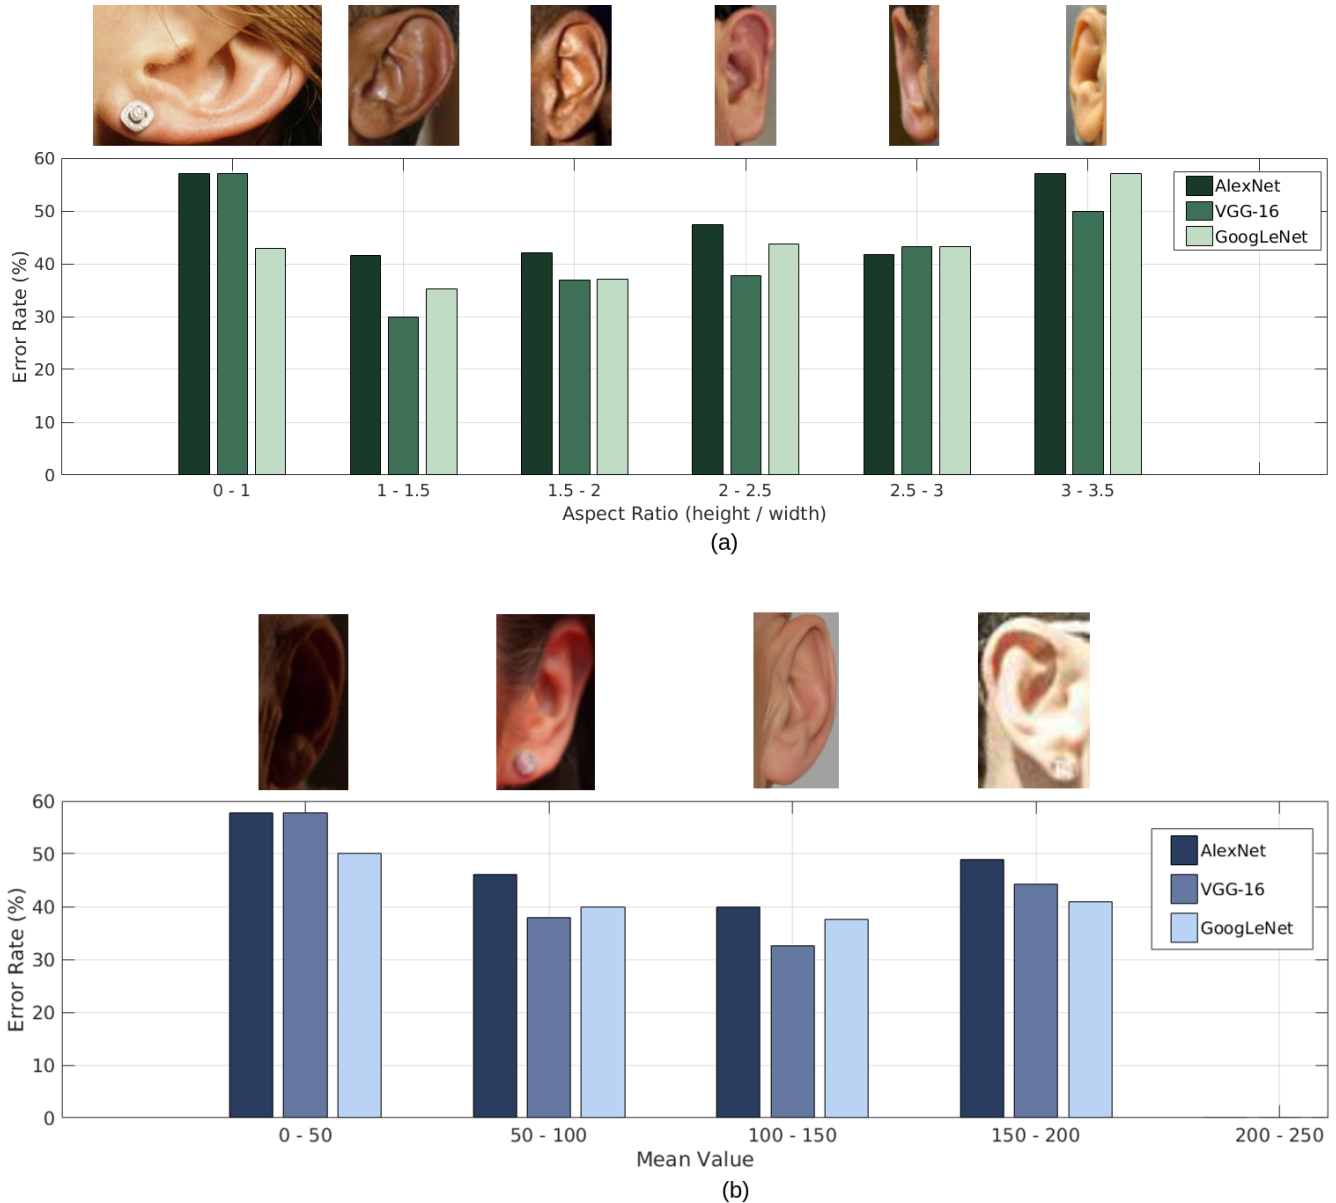 60
50
40
30
20
10
0
Error Rate (%)
AlexNet
VGG-16
GoogLeNet
0 - 1
1 - 1.5
1.5 - 2
2 - 2.5
2.5 - 3
3 - 3.5
Aspect Ratio (height / width)
(a)
60
50
40
30
20
10
0
Error Rate (%)
AlexNet
VGG-16
GoogLeNet
0 - 50
50 - 100
100 - 150
150 - 200
200 - 250
Mean Value
(b)